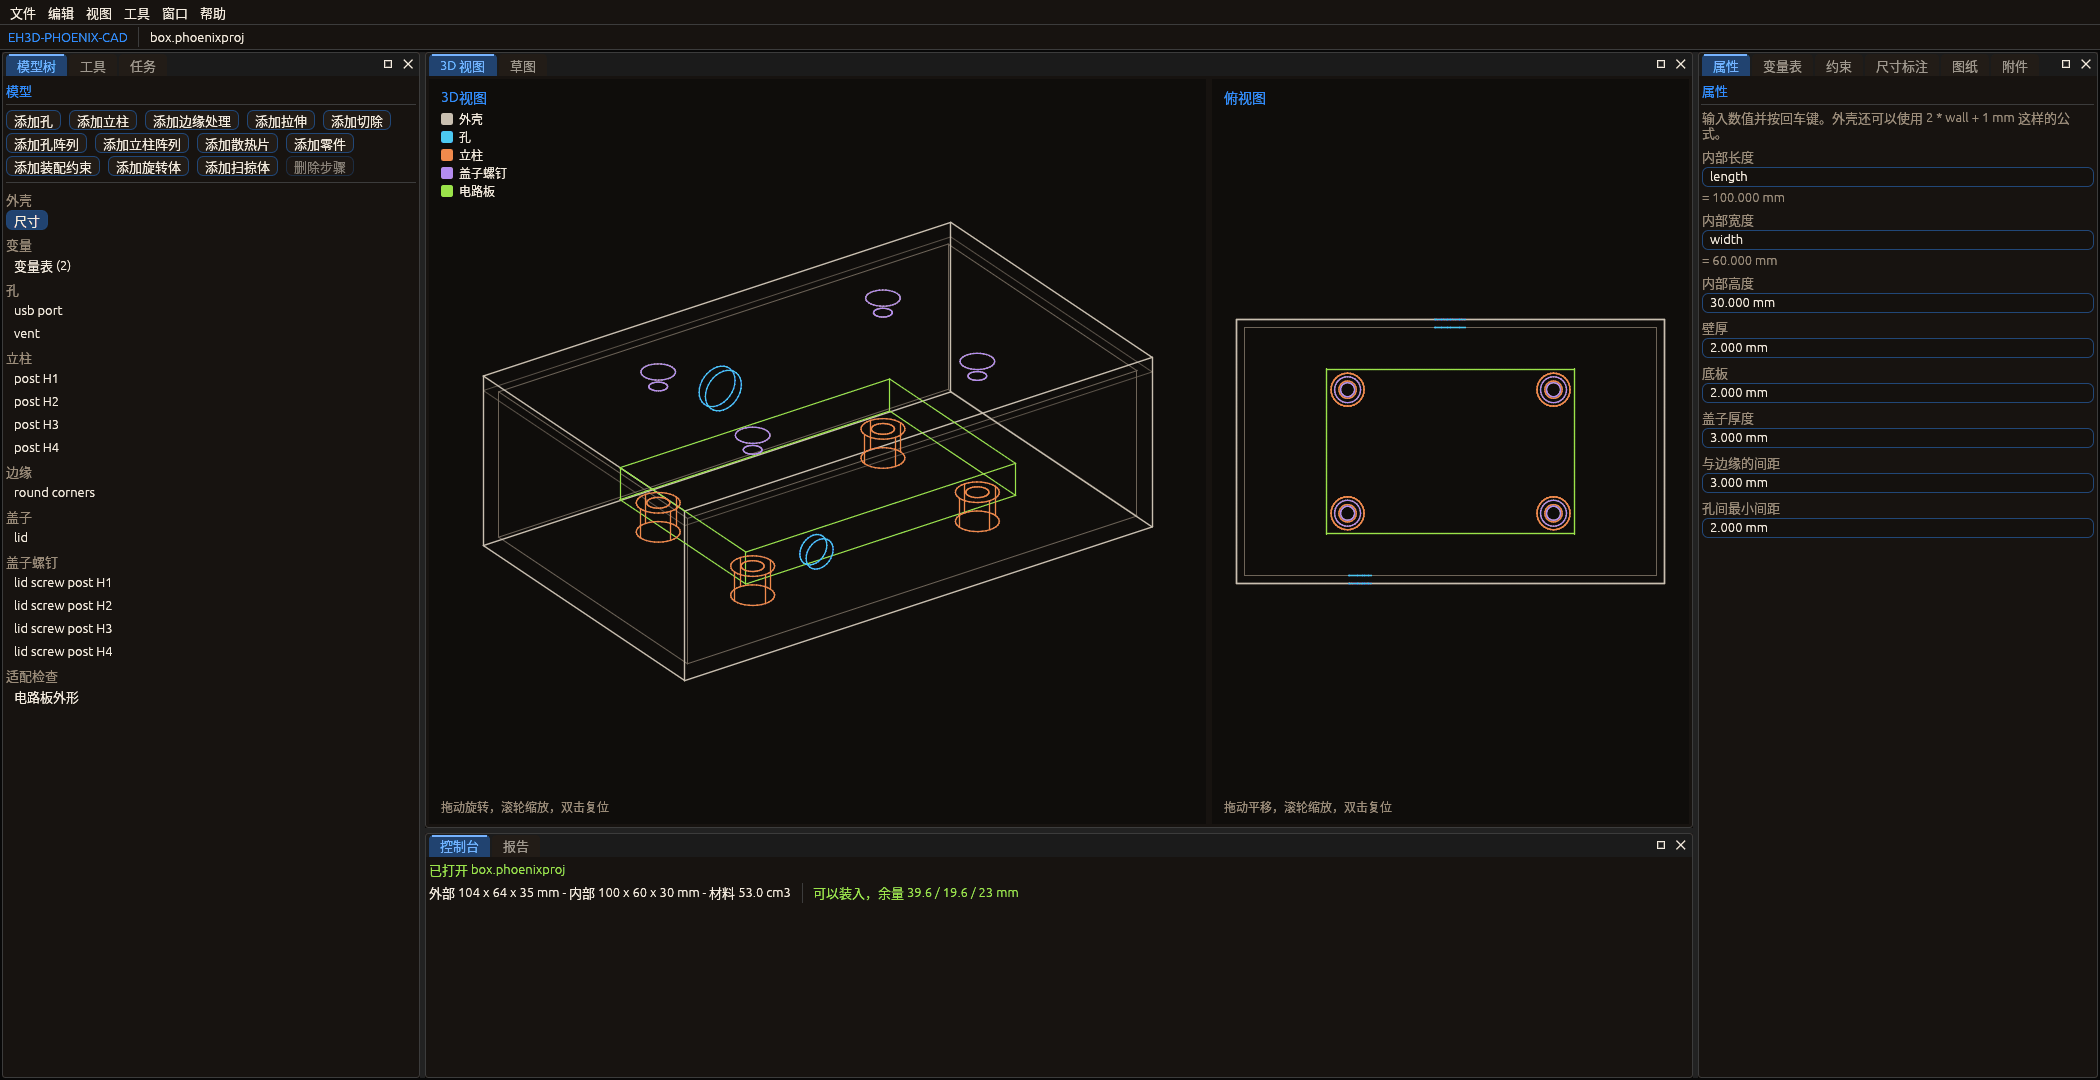 文件 编辑 视图 工具 窗口 帮助
EH3D-PHOENIX-CAD box.phoenixproj
模型树 工具 任务
模型
添加孔 添加立柱 添加边缘处理 添加拉伸 添加切除
添加孔阵列 添加立柱阵列 添加散热片 添加零件
添加装配约束 添加旋转体 添加扫掠体 删除步骤
外壳
尺寸
变量
变量表 (2)
孔
usb port
vent
立柱
post H1
post H2
post H3
post H4
边缘
round corners
盖子
lid
盖子螺钉
lid screw post H1
lid screw post H2
lid screw post H3
lid screw post H4
适配检查
电路板外形
3D 视图 草图
3D视图
外壳
孔
立柱
盖子螺钉
电路板
拖动旋转，滚轮缩放，双击复位
俯视图
拖动平移，滚轮缩放，双击复位
控制台 报告
已打开 box.phoenixproj
外部 104 x 64 x 35 mm - 内部 100 x 60 x 30 mm - 材料 53.0 cm3 可以装入，余量 39.6 / 19.6 / 23 mm
属性 变量表 约束 尺寸标注 图纸 附件
属性
输入数值并按回车键。外壳还可以使用 2 * wall + 1 mm 这样的公
式。
内部长度
length
= 100.000 mm
内部宽度
width
= 60.000 mm
内部高度
30.000 mm
壁厚
2.000 mm
底板
2.000 mm
盖子厚度
3.000 mm
与边缘的间距
3.000 mm
孔间最小间距
2.000 mm